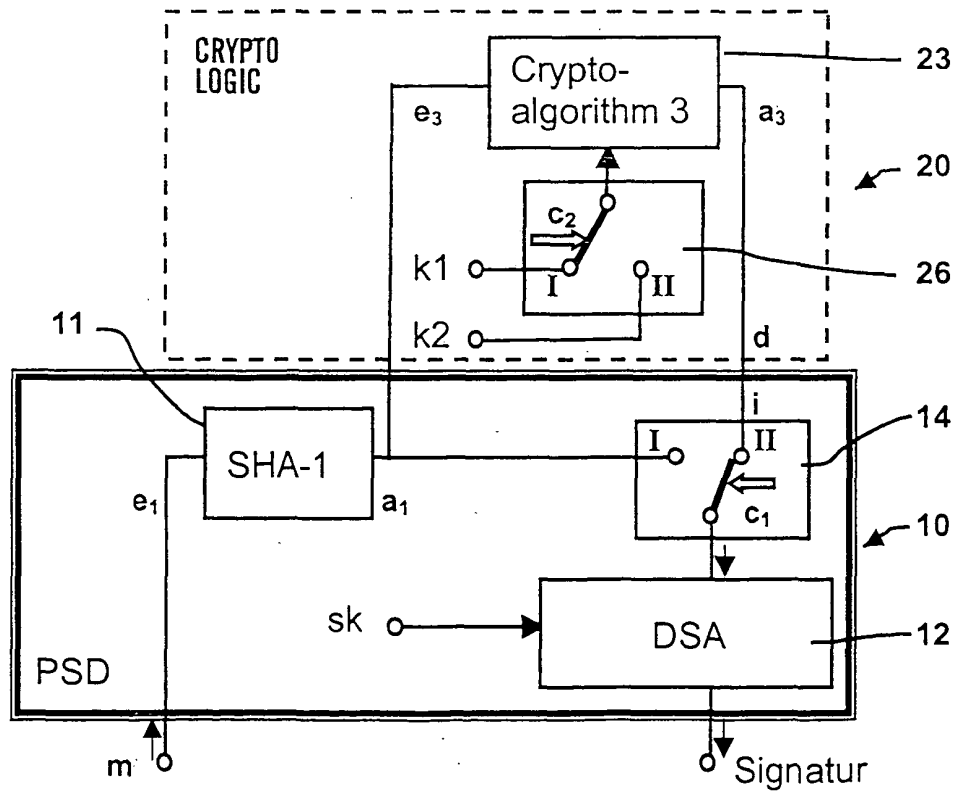 CRYPTO
LOGIC
Crypto-
algorithm 3
23
e₃
a₃
20
c₂
k1
I
II
26
k2
11
d
i
14
SHA-1
I
II
e₁
a₁
c₁
10
sk
DSA
12
PSD
m
Signatur